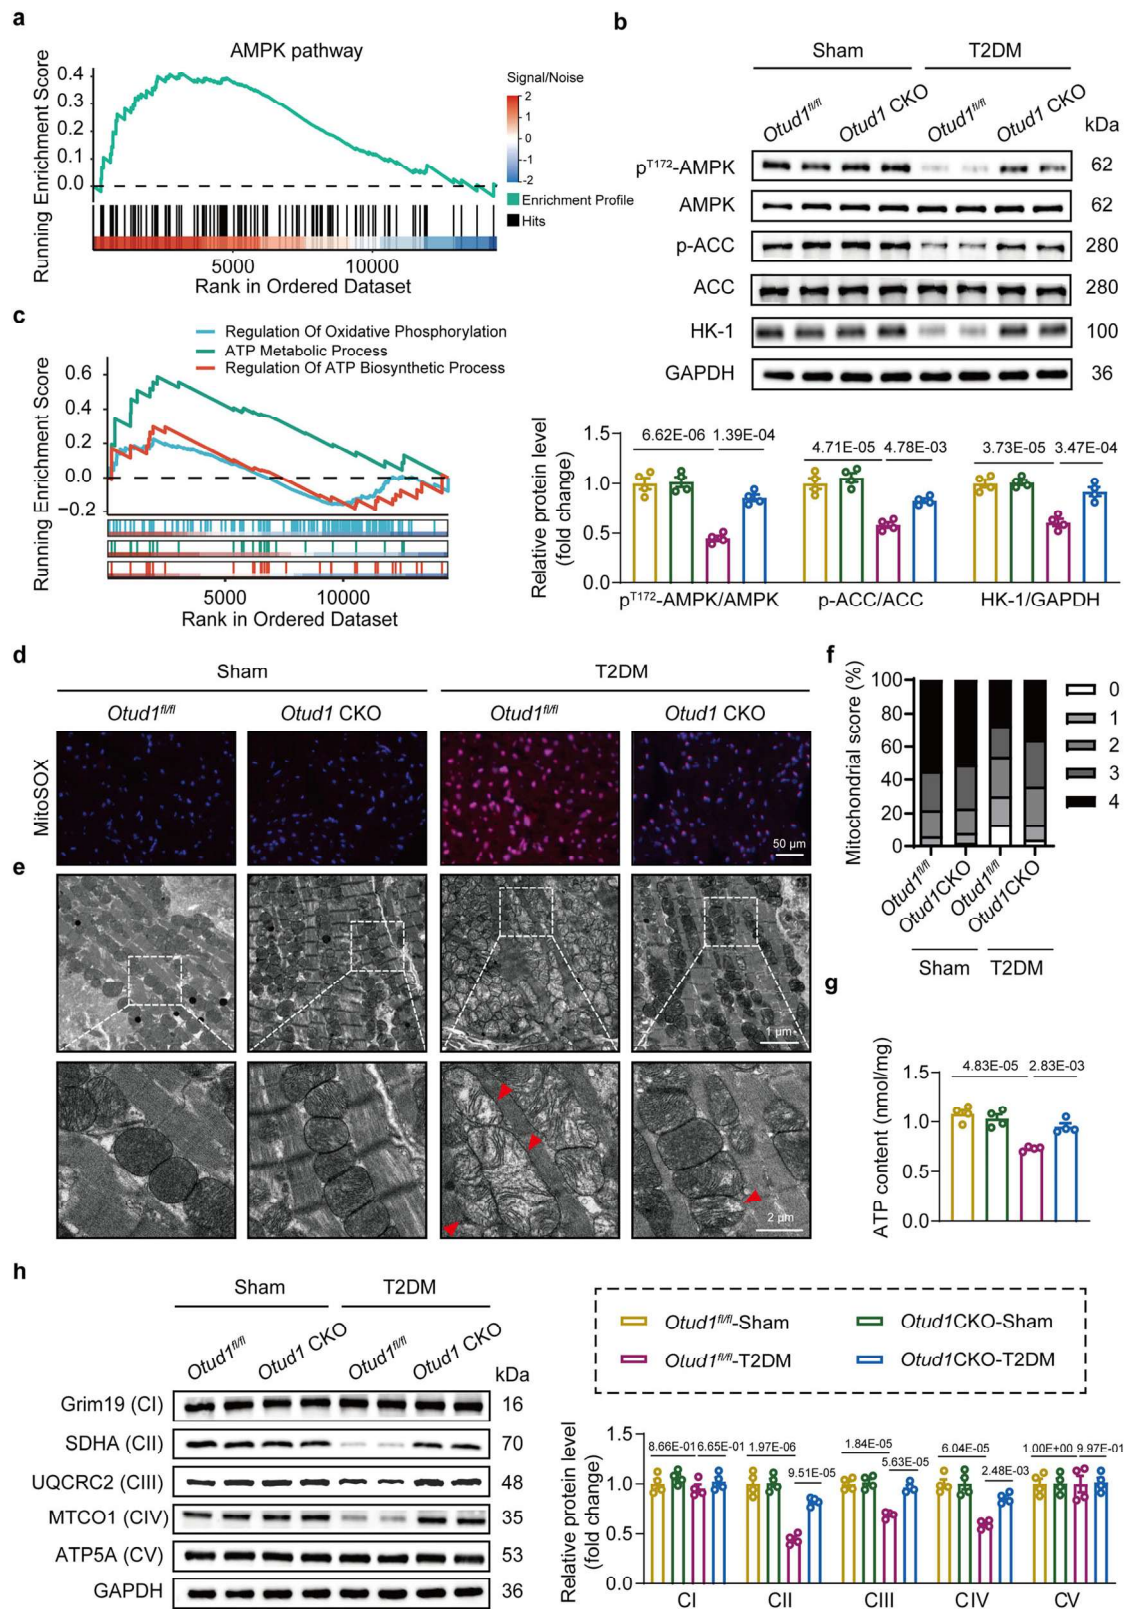 a
AMPK pathway
Running Enrichment Score
0.4
0.3
0.2
0.1
0.0
5000
10000
Rank in Ordered Dataset
Signal/Noise
2
1
0
-1
-2
Enrichment Profile
Hits
b
Sham
T2DM
Otud1fl/fl
Otud1 CKO
Otud1fl/fl
Otud1 CKO
kDa
pT172-AMPK
62
AMPK
62
p-ACC
280
ACC
280
HK-1
100
GAPDH
36
Relative protein level
(fold change)
1.5
1.0
0.5
0.0
6.62E-06
1.39E-04
4.71E-05
4.78E-03
3.73E-05
3.47E-04
pT172-AMPK/AMPK
p-ACC/ACC
HK-1/GAPDH
c
Regulation Of Oxidative Phosphorylation
ATP Metabolic Process
Regulation Of ATP Biosynthetic Process
Running Enrichment Score
0.6
0.4
0.2
0.0
−0.2
5000
10000
Rank in Ordered Dataset
d
Sham
T2DM
Otud1fl/fl
Otud1 CKO
Otud1fl/fl
Otud1 CKO
MitoSOX
50 μm
e
1 μm
2 μm
f
Mitochondrial score (%)
100
80
60
40
20
0
0
1
2
3
4
Otud1fl/fl
Otud1CKO
Otud1fl/fl
Otud1CKO
Sham
T2DM
g
ATP content (nmol/mg)
1.5
1.0
0.5
0.0
4.83E-05
2.83E-03
h
Sham
T2DM
Otud1fl/fl
Otud1 CKO
Otud1fl/fl
Otud1 CKO
kDa
Grim19 (CI)
16
SDHA (CII)
70
UQCRC2 (CIII)
48
MTCO1 (CIV)
35
ATP5A (CV)
53
GAPDH
36
Otud1fl/fl-Sham
Otud1CKO-Sham
Otud1fl/fl-T2DM
Otud1CKO-T2DM
Relative protein level
(fold change)
1.5
1.0
0.5
0.0
8.66E-01
6.65E-01
1.97E-06
9.51E-05
1.84E-05
5.63E-05
6.04E-05
2.48E-03
1.00E+00
9.97E-01
CI
CII
CIII
CIV
CV